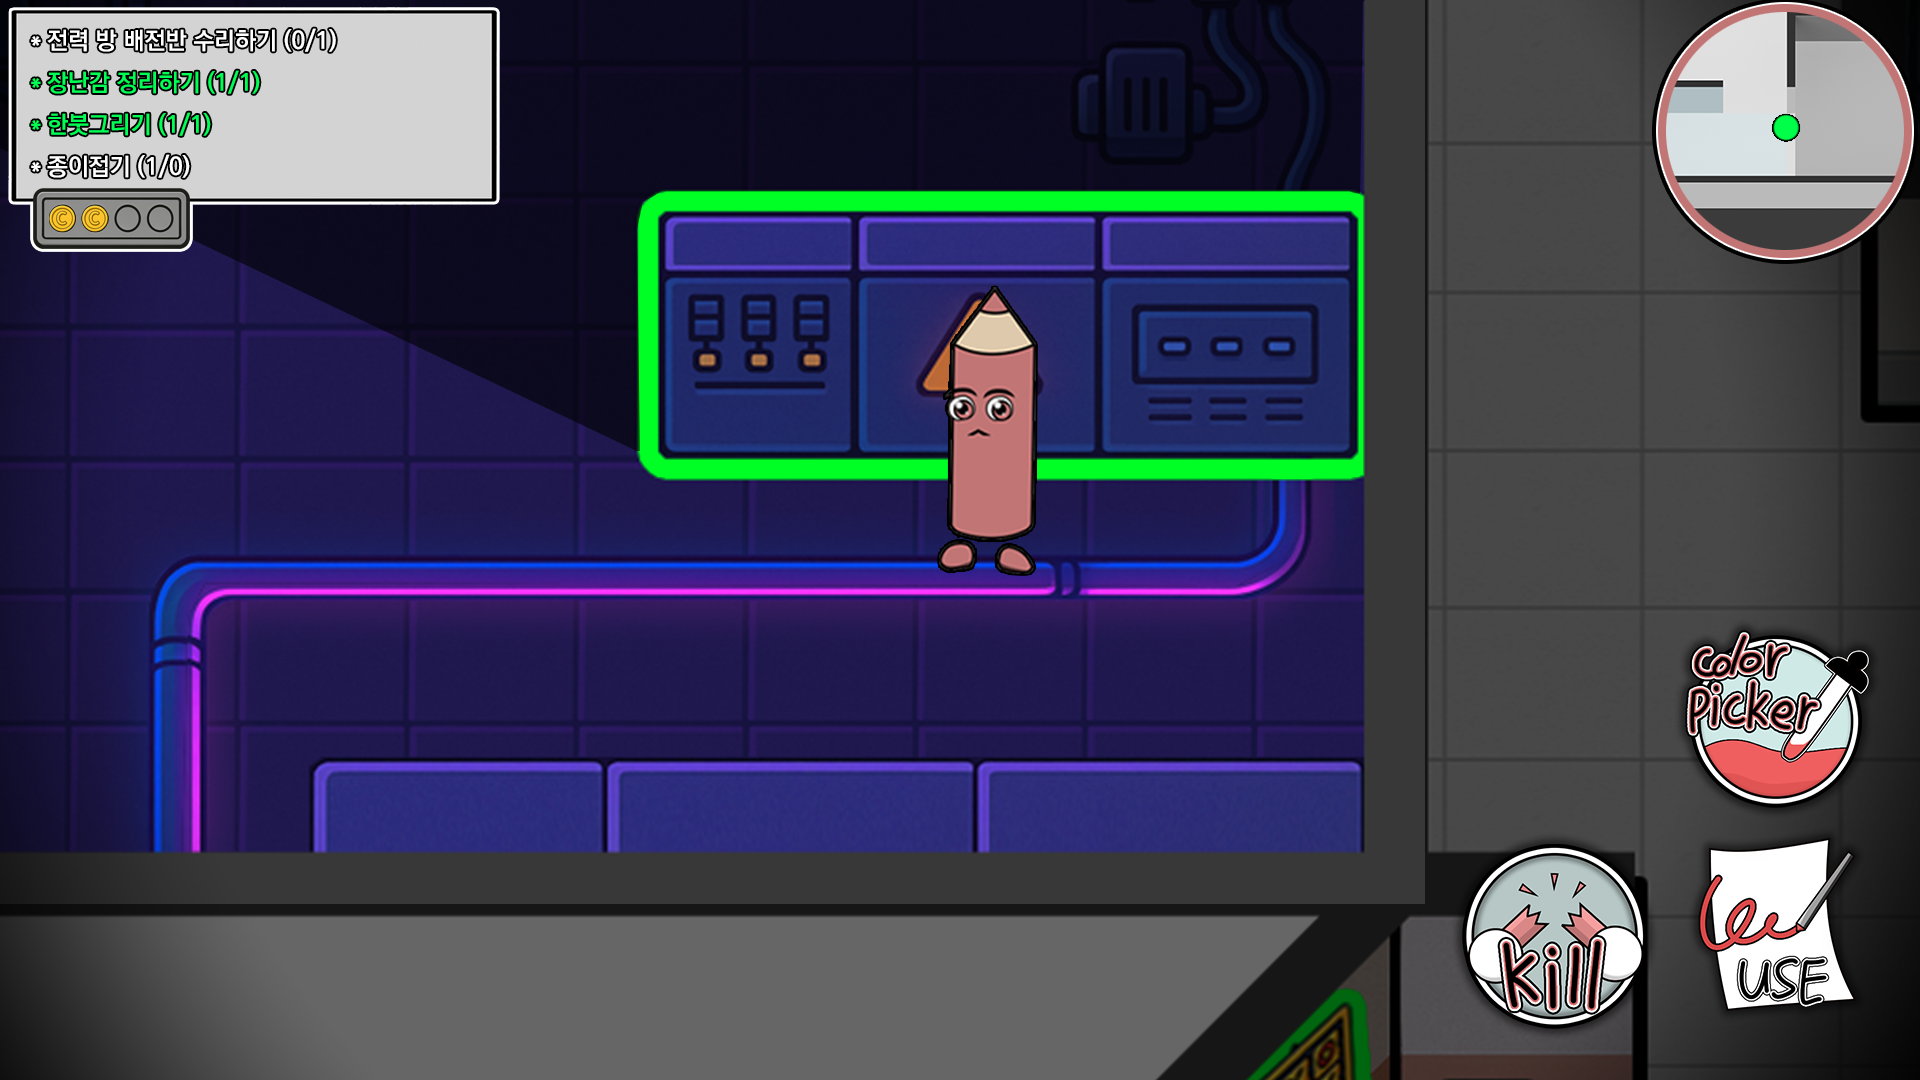 * 전력 방 배전반 수리하기 (0/1)
* 장난감 정리하기 (1/1)
* 한붓그리기 (1/1)
* 종이접기 (1/0)
C C
color
Picker
kill
USE